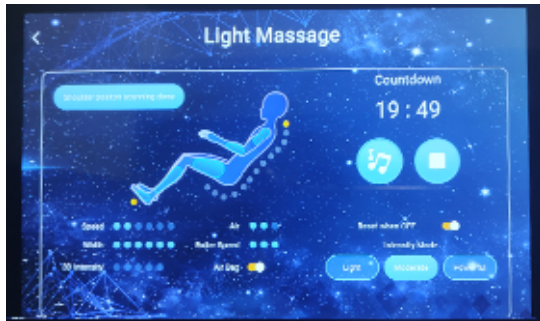 Light Massage
Shoulder position scanning done
Countdown
19 : 49
Speed
Air
Reset when OFF
Width
Roller Speed
Intensity Mode
3D Intensity
Air Bag
Light
Moderate
Powerful